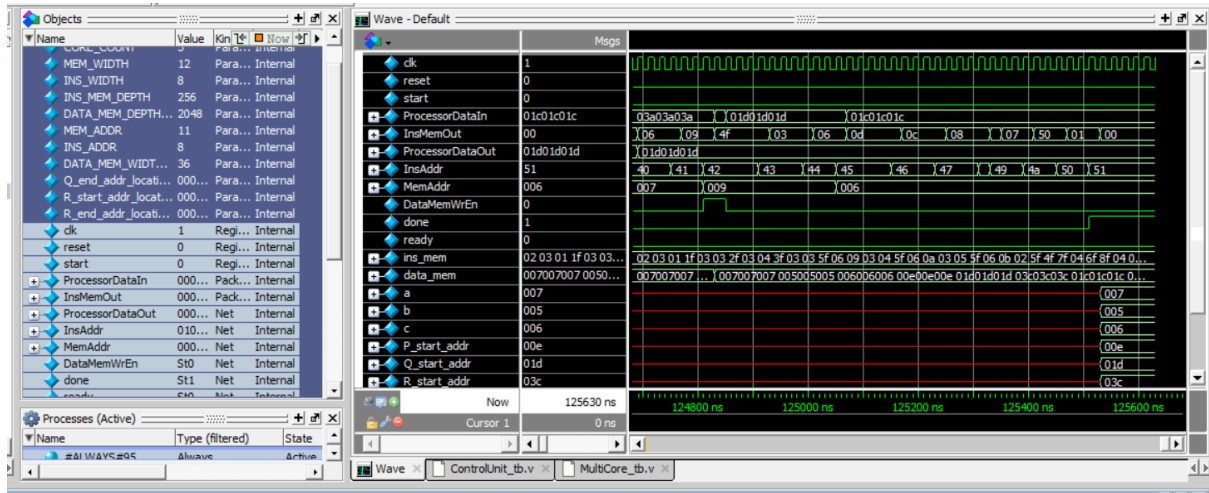 Objects
Name Value Kin Now
CORE_COUNT 3 Para... Internal
MEM_WIDTH 12 Para... Internal
INS_WIDTH 8 Para... Internal
INS_MEM_DEPTH 256 Para... Internal
DATA_MEM_DEPTH... 2048 Para... Internal
MEM_ADDR 11 Para... Internal
INS_ADDR 8 Para... Internal
DATA_MEM_WIDT... 36 Para... Internal
Q_end_addr_locati... 000... Para... Internal
R_start_addr_locat... 000... Para... Internal
R_end_addr_locati... 000... Para... Internal
clk 1 Regi... Internal
reset 0 Regi... Internal
start 0 Regi... Internal
ProcessorDataIn 000... Pack... Internal
InsMemOut 000... Pack... Internal
ProcessorDataOut 000... Net Internal
InsAddr 010... Net Internal
MemAddr 000... Net Internal
DataMemWrEn St0 Net Internal
done St1 Net Internal
ready St0 Net Internal
Processes (Active)
Name Type (filtered) State
#ALWAYS#95 Always Active
Wave - Default
Msgs
clk 1
reset 0
start 0
ProcessorDataIn 01c01c01c 03a03a03a 01d01d01d 01c01c01c
InsMemOut 00 06 09 4f 03 06 0d 0c 08 07 50 01 00
ProcessorDataOut 01d01d01d 01d01d01d
InsAddr 51 40 41 42 43 44 45 46 47 49 4a 50 51
MemAddr 006 007 009 006
DataMemWrEn 0
done 1
ready 0
ins_mem 02 03 01 1f 03 03... 02 03 01 1f 03 03 2f 03 04 3f 03 03 5f 06 09 03 04 5f 06 0a 03 05 5f 06 0b 02 5f 4f 7f 04 6f 8f 04 0...
data_mem 007007007 0050... 007007007 ... 007007007 005005005 006006006 00e00e00e 01d01d01d 03c03c03c 01c01c01c 0...
a 007 007
b 005 005
c 006 006
P_start_addr 00e 00e
Q_start_addr 01d 01d
R_start_addr 03c 03c
Now 125630 ns 124800 ns 125000 ns 125200 ns 125400 ns 125600 ns
Cursor 1 0 ns
Wave ControlUnit_tb.v MultiCore_tb.v